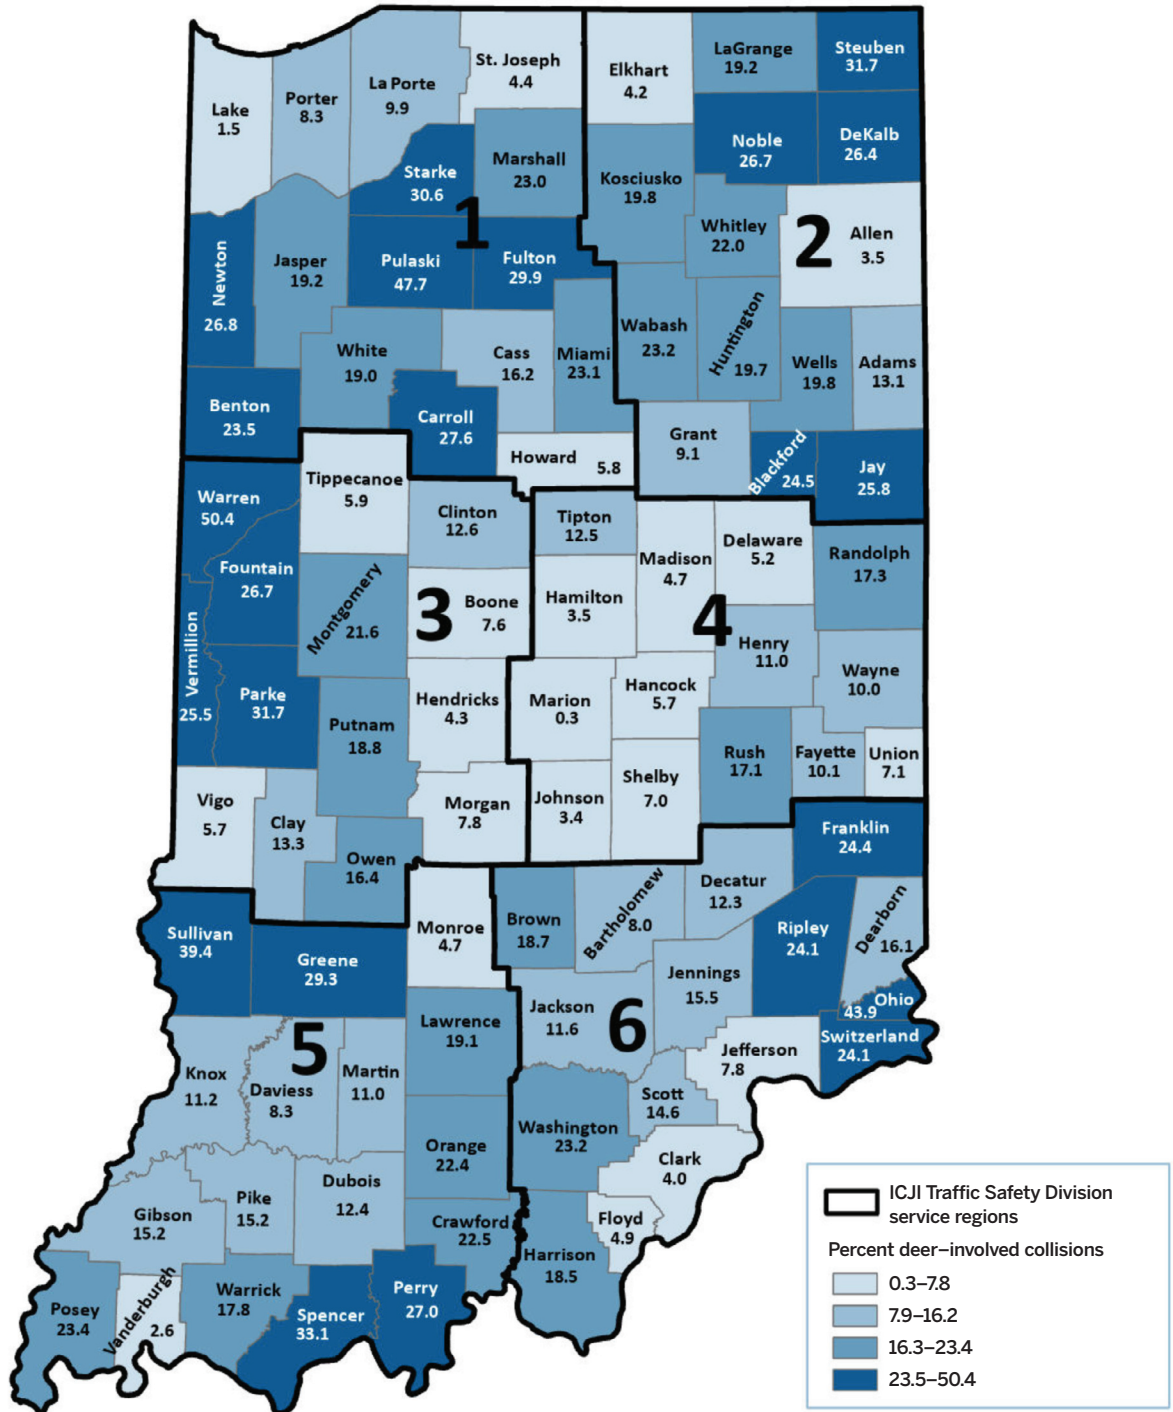 St. Joseph
4.4
Elkhart
4.2
LaGrange
19.2
Steuben
31.7
Lake
1.5
Porter
8.3
La Porte
9.9
Starke
30.6
Marshall
23.0
Kosciusko
19.8
Noble
26.7
DeKalb
26.4
1
Whitley
22.0
2
Allen
3.5
Newton
26.8
Jasper
19.2
Pulaski
47.7
Fulton
29.9
White
19.0
Cass
16.2
Miami
23.1
Wabash
23.2
Huntington
19.7
Wells
19.8
Adams
13.1
Benton
23.5
Carroll
27.6
Howard
5.8
Grant
9.1
Blackford
24.5
Jay
25.8
Warren
50.4
Tippecanoe
5.9
Clinton
12.6
Tipton
12.5
Madison
4.7
Delaware
5.2
Randolph
17.3
Fountain
26.7
Montgomery
21.6
3
Boone
7.6
Hamilton
3.5
4
Henry
11.0
Wayne
10.0
Vermillion
25.5
Parke
31.7
Putnam
18.8
Hendricks
4.3
Marion
0.3
Hancock
5.7
Rush
17.1
Fayette
10.1
Union
7.1
Vigo
5.7
Clay
13.3
Morgan
7.8
Johnson
3.4
Shelby
7.0
Owen
16.4
Franklin
24.4
Sullivan
39.4
Greene
29.3
Monroe
4.7
Brown
18.7
Bartholomew
8.0
Decatur
12.3
Ripley
24.1
Dearborn
16.1
Ohio
43.9
Switzerland
24.1
Jennings
15.5
Jackson
11.6
6
Jefferson
7.8
Lawrence
19.1
5
Knox
11.2
Daviess
8.3
Martin
11.0
Scott
14.6
Washington
23.2
Orange
22.4
Clark
4.0
Dubois
12.4
Pike
15.2
Gibson
15.2
Crawford
22.5
Floyd
4.9
Harrison
18.5
Posey
23.4
Vanderburgh
2.6
Warrick
17.8
Spencer
33.1
Perry
27.0
ICJI Traffic Safety Division
service regions
Percent deer–involved collisions
0.3–7.8
7.9–16.2
16.3–23.4
23.5–50.4